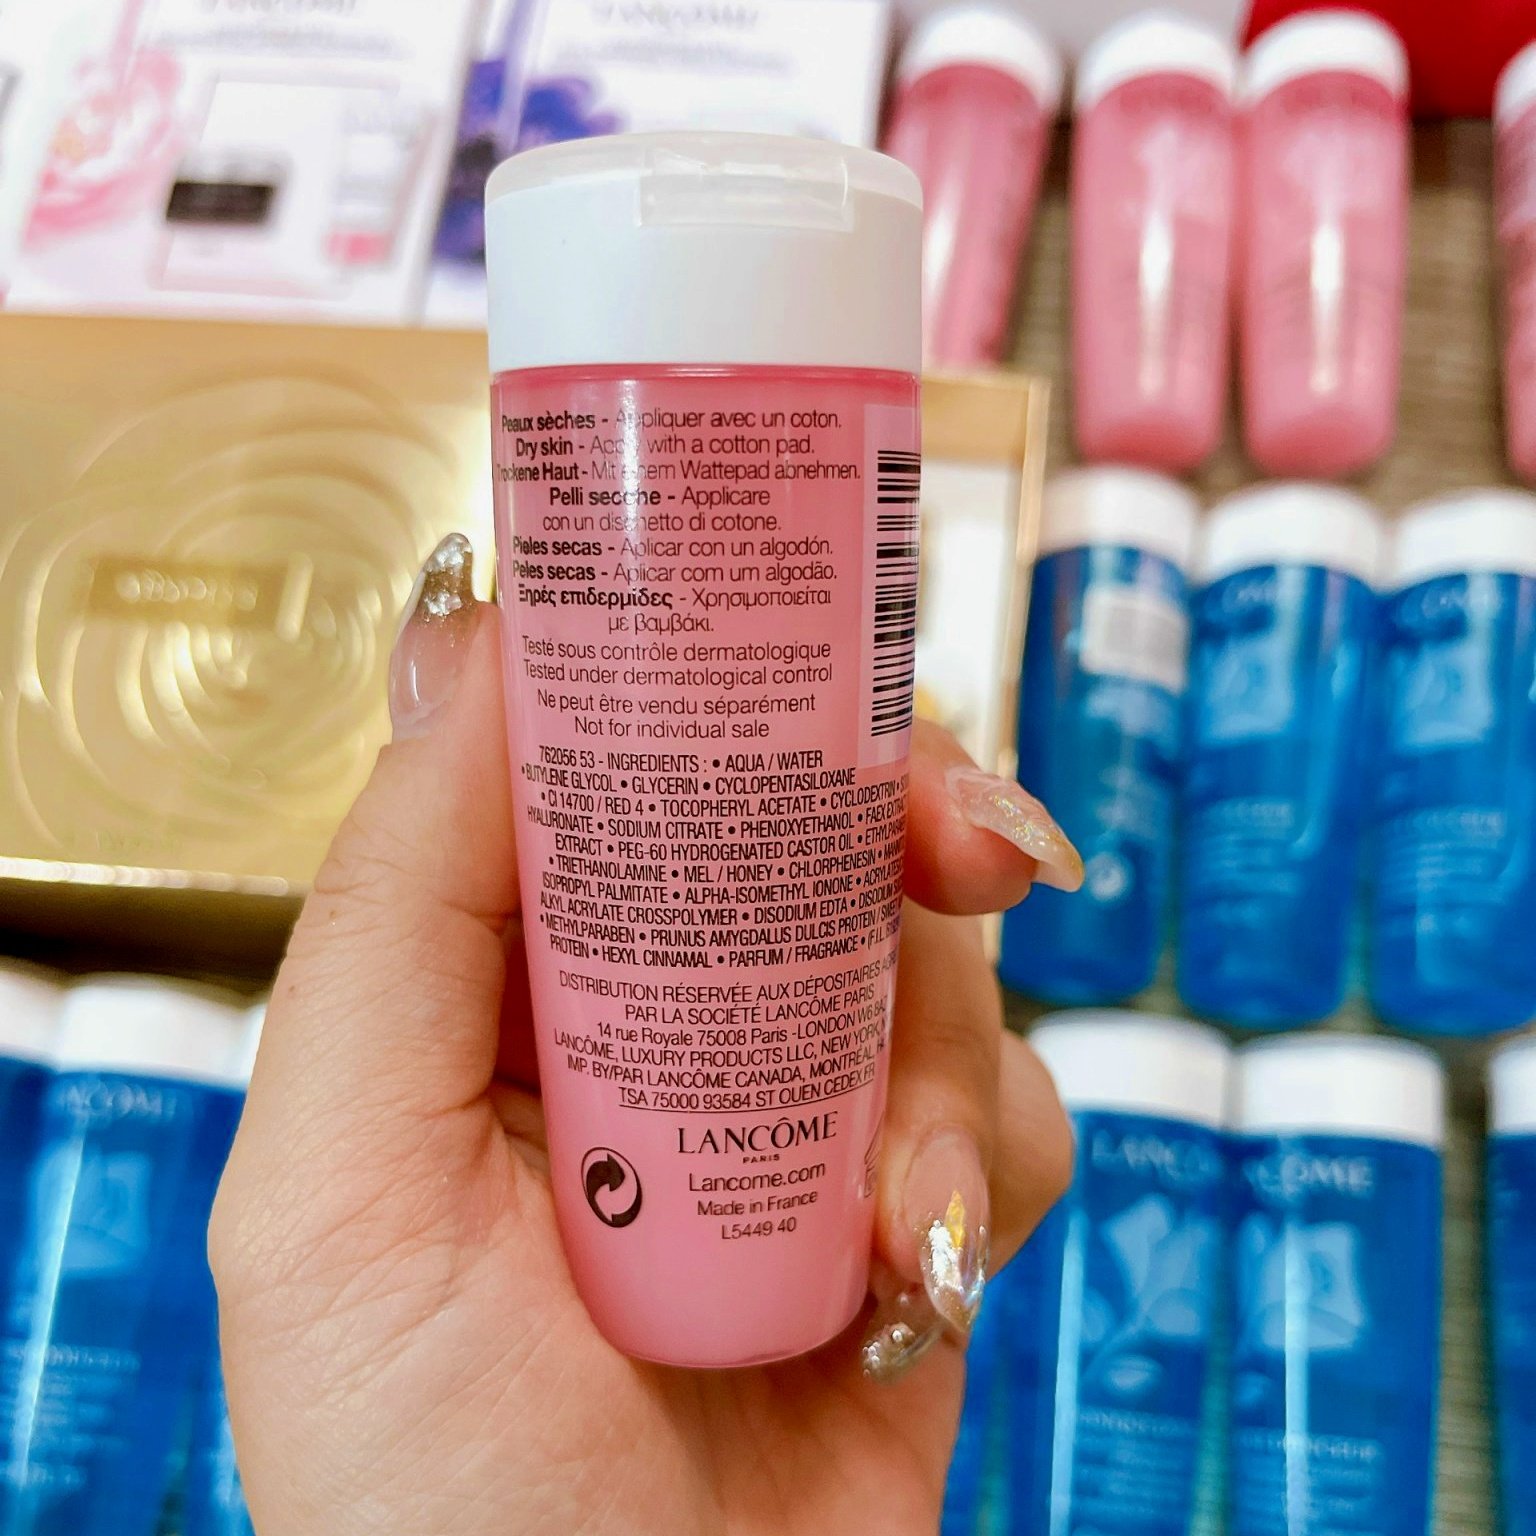 Peaux sèches - Appliquer avec un coton.
Dry skin - Apply with a cotton pad.
Trockene Haut - Mit einem Wattepad abnehmen.
Pelli secche - Applicare
con un dischetto di cotone.
Pieles secas - Aplicar con un algodón.
Peles secas - Aplicar com um algodão.
Ξηρές επιδερμίδες - Χρησιμοποιείται
με βαμβάκι.
Testé sous contrôle dermatologique
Tested under dermatological control
Ne peut être vendu séparément
Not for individual sale
762056 53 - INGREDIENTS : • AQUA / WATER
• BUTYLENE GLYCOL • GLYCERIN • CYCLOPENTASILOXANE
• CI 14700 / RED 4 • TOCOPHERYL ACETATE • CYCLODEXTRIN •
HYALURONATE • SODIUM CITRATE • PHENOXYETHANOL • FAEX
EXTRACT • PEG-60 HYDROGENATED CASTOR OIL •
• TRIETHANOLAMINE • MEL / HONEY • CHLORPHENESIN •
ISOPROPYL PALMITATE • ALPHA-ISOMETHYL IONONE •
ALKYL ACRYLATE CROSSPOLYMER • DISODIUM EDTA • DISODIUM
• METHYLPARABEN • PRUNUS AMYGDALUS DULCIS PROTEIN /
PROTEIN • HEXYL CINNAMAL • PARFUM / FRAGRANCE • (F.I.L.
DISTRIBUTION RÉSERVÉE AUX DÉPOSITAIRES
PAR LA SOCIÉTÉ LANCÔME PARIS
14 rue Royale 75008 Paris - LONDON W6
LANCÔME, LUXURY PRODUCTS LLC, NEW YORK,
IMP. BY/PAR LANCÔME CANADA, MONTRÉAL,
TSA 75000 93584 ST OUEN CEDEX FR
LANCÔME
PARIS
Lancome.com
Made in France
L5449 40
LANCÔME
LANCÔME